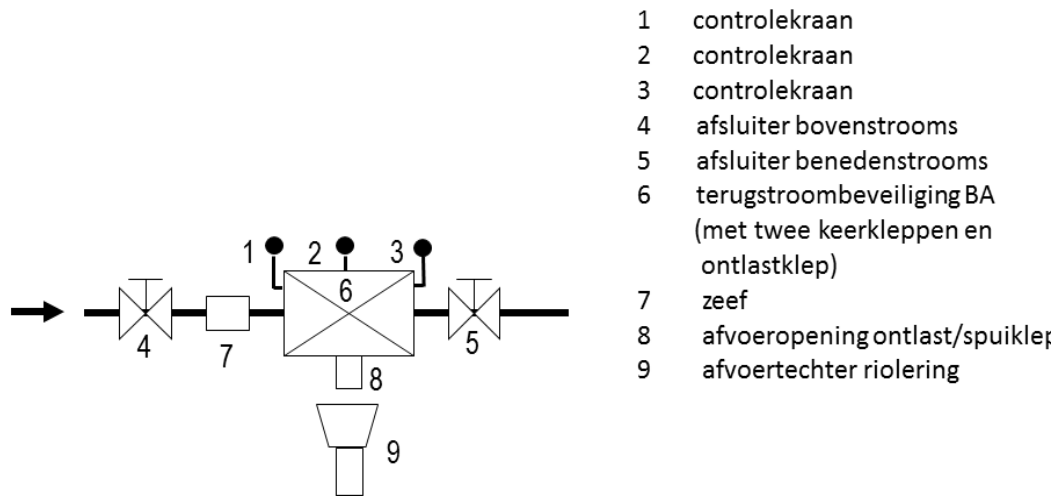 1 controlekraan
2 controlekraan
3 controlekraan
4 afsluiter bovenstrooms
5 afsluiter benedenstrooms
6 terugstroombeveiliging BA
(met twee keerkleppen en
ontlastklep)
7 zeef
8 afvoeropening ontlast/spuiklep
9 afvoertechter riolering
1 2 3
6
4 7 5
8
9